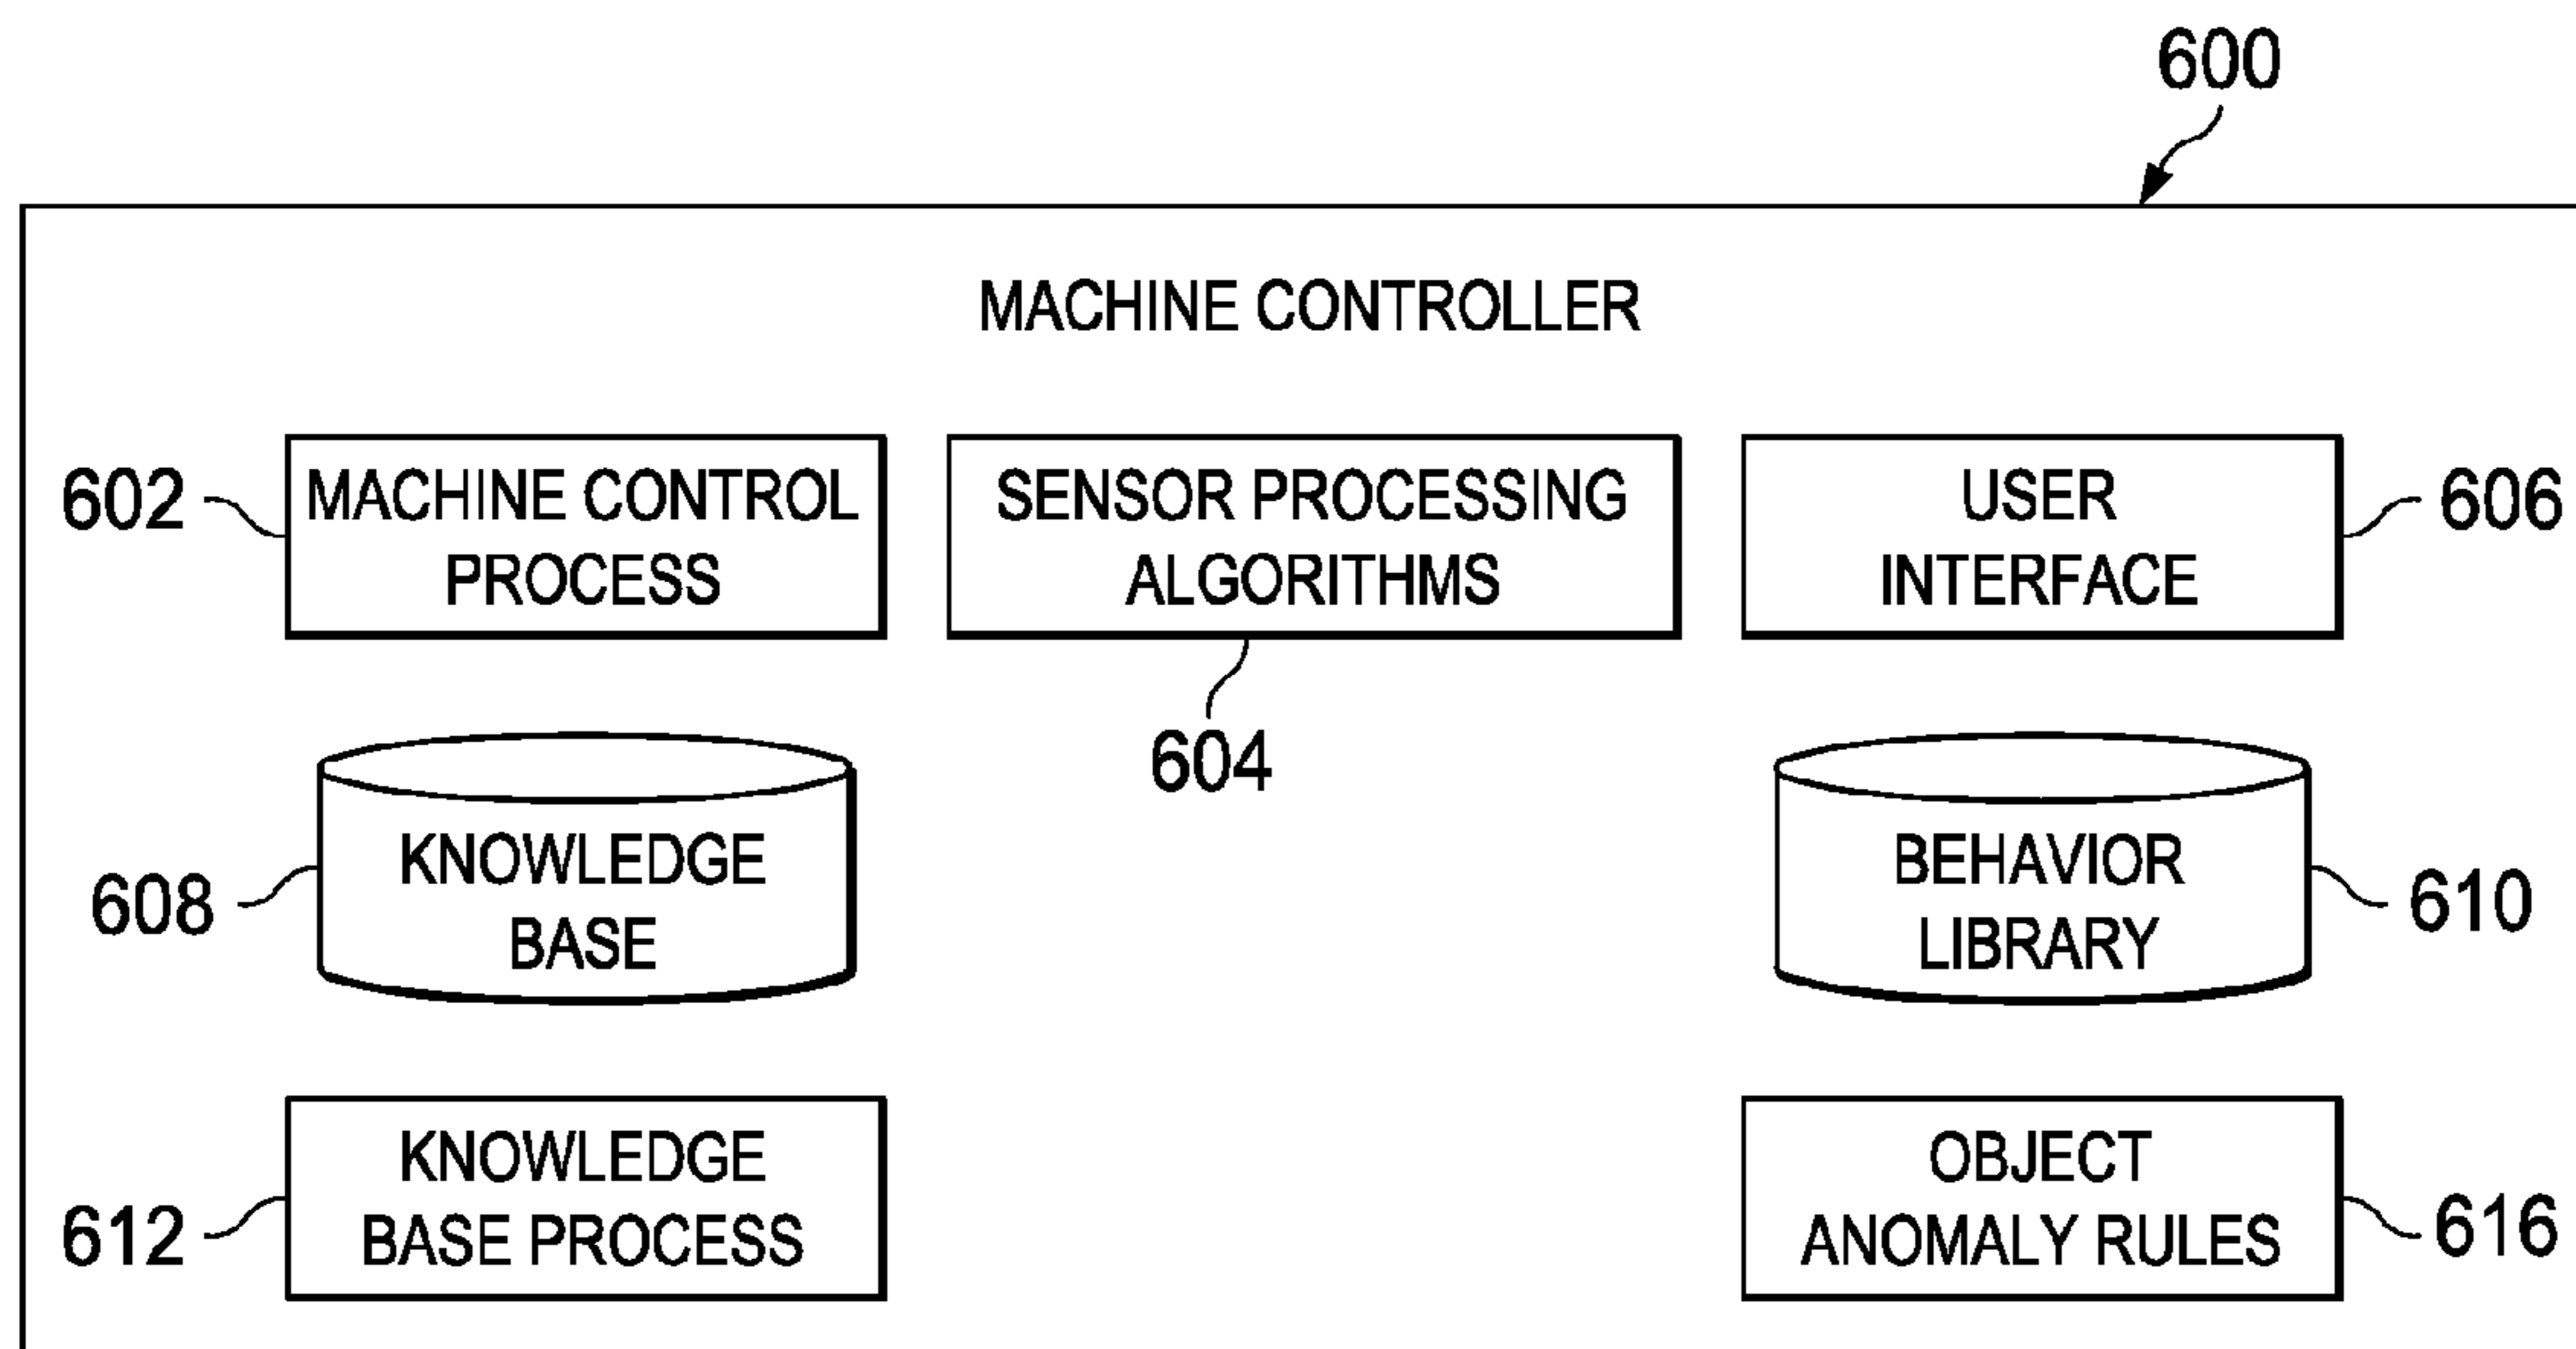 600
MACHINE CONTROLLER
602
MACHINE CONTROL
PROCESS
SENSOR PROCESSING
ALGORITHMS
604
USER
INTERFACE
606
608
KNOWLEDGE
BASE
BEHAVIOR
LIBRARY
610
612
KNOWLEDGE
BASE PROCESS
OBJECT
ANOMALY RULES
616